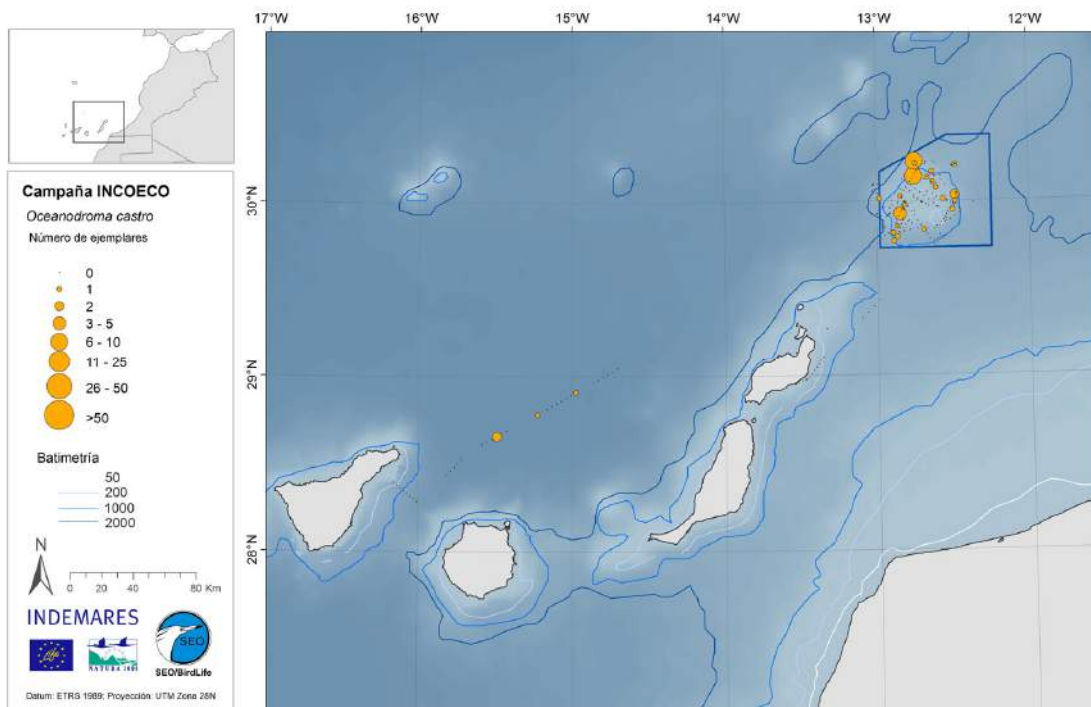 17°W 16°W 15°W 14°W 13°W 12°W
30°N
29°N
28°N
Campaña INCOECO
Oceanodroma castro
Número de ejemplares
0
1
2
3 - 5
6 - 10
11 - 25
26 - 50
>50
Batimetría
50
200
1000
2000
N
0 20 40 80 Km
INDEMARES
Life
NATURA 2000
SEO
SEO/BirdLife
Datum: ETRS 1989; Proyección: UTM Zona 28N